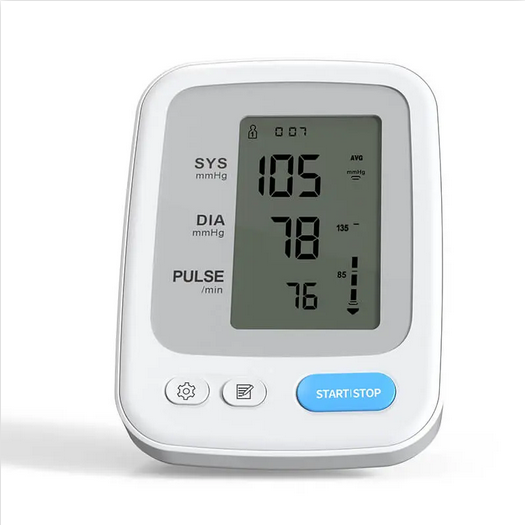 007
SYS
mmHg
105
AVG
mmHg
DIA
mmHg
78
135
PULSE
/min
76
85
START|STOP